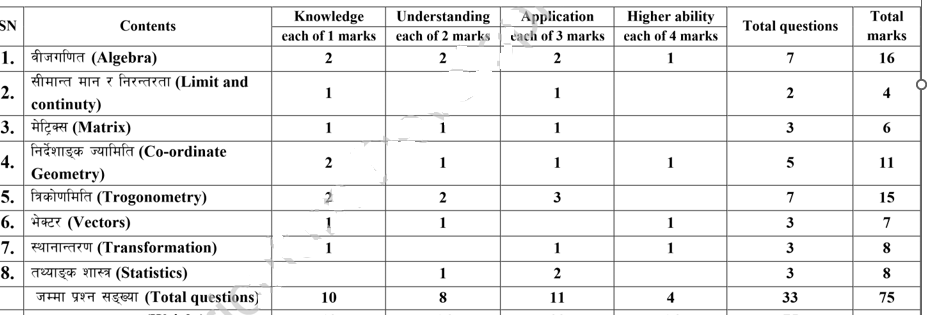 SN Contents Knowledge Understanding Application Higher ability Total questions Total marks
each of 1 marks each of 2 marks each of 3 marks each of 4 marks
1. वीजगणित (Algebra) 2 2 2 1 7 16
2. सीमान्त मान र निरन्तरता (Limit and
continuty) 1 1 2 4
3. मेट्रिक्स (Matrix) 1 1 1 3 6
4. निर्देशाङ्क ज्यामिति (Co-ordinate
Geometry) 2 1 1 1 5 11
5. त्रिकोणमिति (Trogonometry) 2 2 3 7 15
6. भेक्टर (Vectors) 1 1 1 3 7
7. स्थानान्तरण (Transformation) 1 1 1 3 8
8. तथ्याङ्क शास्त्र (Statistics) 1 2 3 8
जम्मा प्रश्न सङ्ख्या (Total questions) 10 8 11 4 33 75